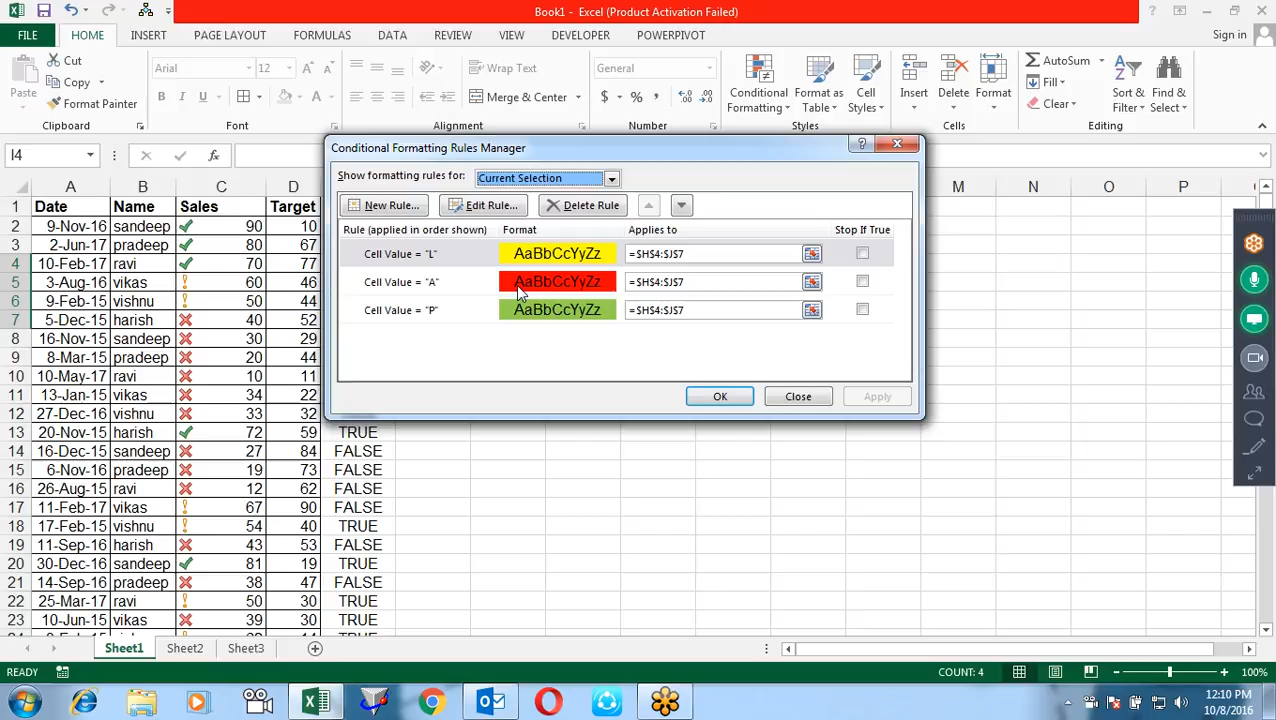 Book1 - Excel (Product Activation Failed)
FILE HOME INSERT PAGE LAYOUT FORMULAS DATA REVIEW VIEW DEVELOPER POWERPIVOT Sign in
Cut
Copy
Format Painter
Paste
Clipboard
Arial 12
B I U
Font
Wrap Text
Merge & Center
Alignment
General
$ % ,
Number
Conditional Formatting
Format as Table
Cell Styles
Styles
Insert Delete Format
Cells
AutoSum
Fill
Clear
Sort & Filter
Find & Select
Editing
I4
fx
Conditional Formatting Rules Manager
Show formatting rules for: Current Selection
New Rule... Edit Rule... Delete Rule
Rule (applied in order shown) Format Applies to Stop If True
Cell Value = "L" AaBbCcYyZz =$H$4:$J$7
Cell Value = "A" AaBbCcYyZz =$H$4:$J$7
Cell Value = "P" AaBbCcYyZz =$H$4:$J$7
OK Close Apply
A B C D M N O P
1 Date Name Sales Target
2 9-Nov-16 sandeep 90 10
3 2-Jun-17 pradeep 80 67
4 10-Feb-17 ravi 70 77
5 3-Aug-16 vikas 60 46
6 9-Feb-15 vishnu 50 44
7 5-Dec-15 harish 40 52
8 16-Nov-15 sandeep 30 29
9 8-Mar-15 pradeep 20 44
10 10-May-17 ravi 10 11
11 13-Jan-15 vikas 34 22
12 27-Dec-15 vishnu 33 32
13 20-Nov-15 harish 72 59 TRUE
14 16-Dec-15 sandeep 27 84 FALSE
15 6-Nov-16 pradeep 19 73 FALSE
16 26-Aug-15 ravi 12 62 FALSE
17 11-Feb-17 vikas 67 90 FALSE
18 17-Feb-15 vishnu 54 40 TRUE
19 11-Sep-16 harish 43 53 FALSE
20 30-Dec-16 sandeep 81 19 TRUE
21 14-Sep-16 pradeep 38 47 FALSE
22 25-Mar-17 ravi 50 30 TRUE
23 10-Jun-15 vikas 39 30 TRUE
Sheet1 Sheet2 Sheet3
READY COUNT: 4 100%
12:10 PM
10/8/2016